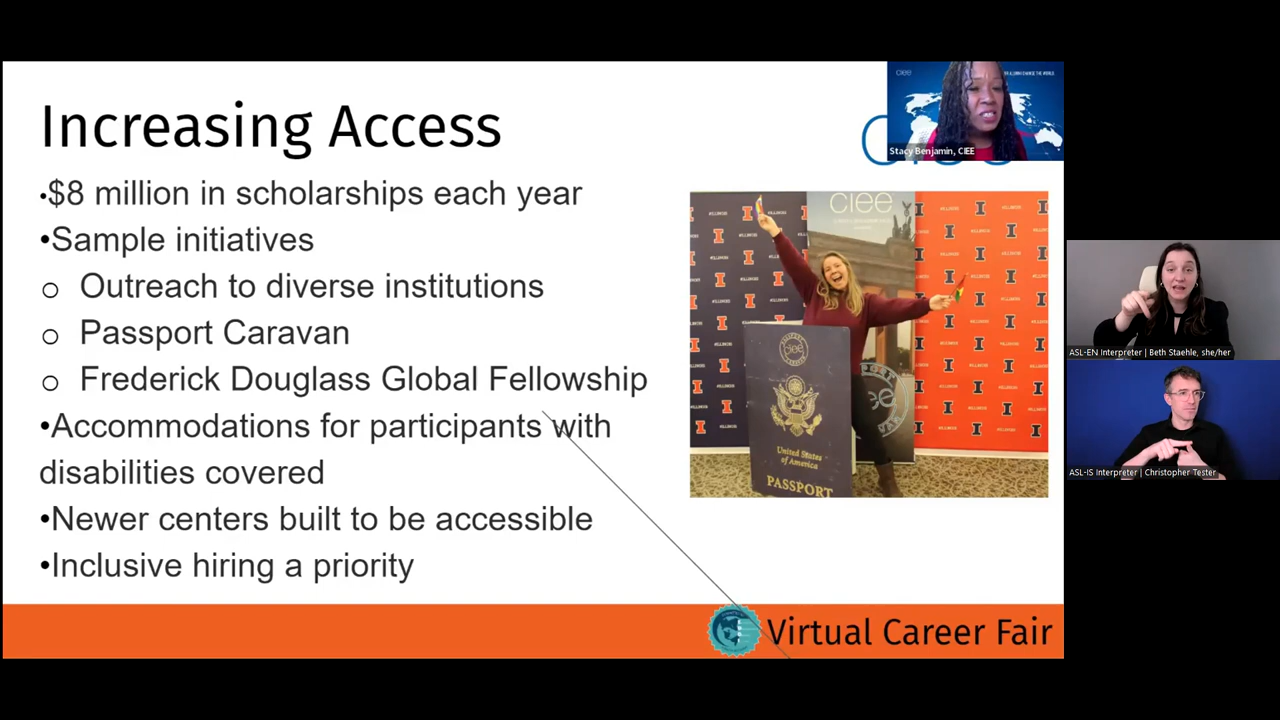 Increasing Access
•$8 million in scholarships each year
•Sample initiatives
o Outreach to diverse institutions
o Passport Caravan
o Frederick Douglass Global Fellowship
•Accommodations for participants with
disabilities covered
•Newer centers built to be accessible
•Inclusive hiring a priority
ciee
Stacy Benjamin, CIEE
ciee
United States
of America
PASSPORT
ASL-EN Interpreter | Beth Staehle, she/her
ASL-IS Interpreter | Christopher Tester
Virtual Career Fair